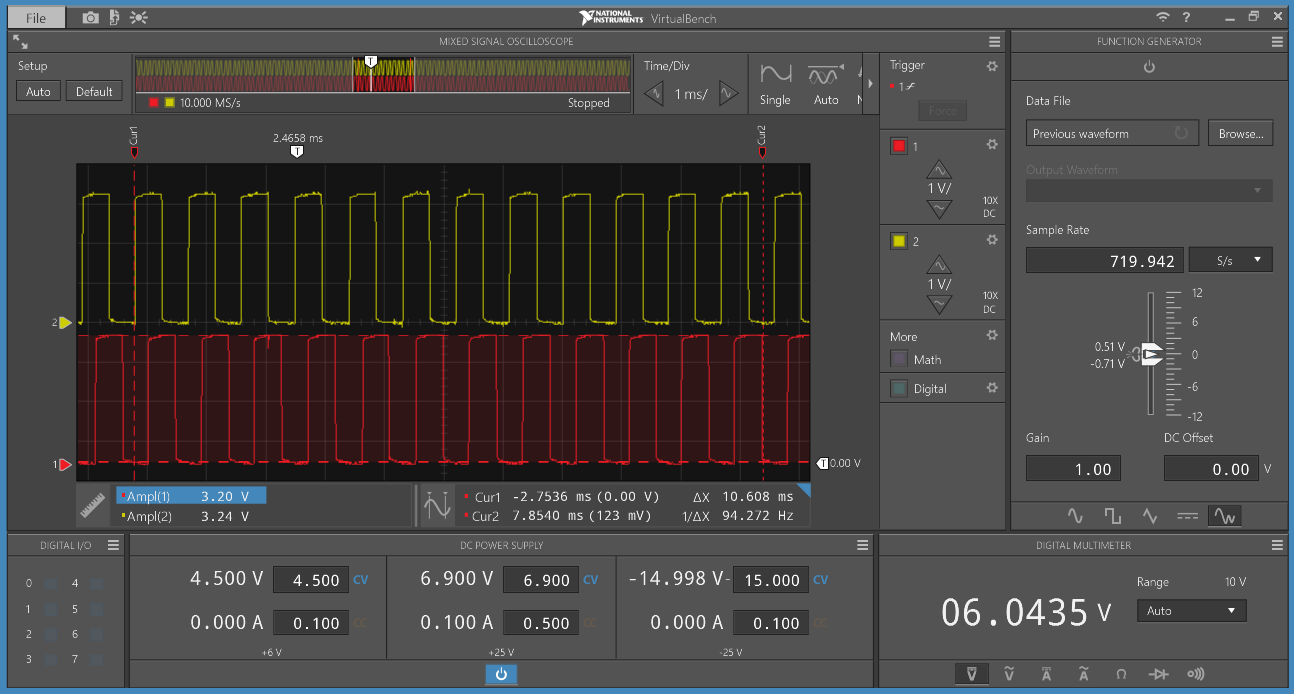 File
NATIONAL INSTRUMENTS VirtualBench
?
MIXED SIGNAL OSCILLOSCOPE
FUNCTION GENERATOR
Setup
Auto
Default
T
10.000 MS/s
Stopped
Time/Div
1 ms/
Single
Auto
Trigger
1
Force
Cur1
2.4658 ms
T
Cur2
1
1 V/
10X
DC
2
1 V/
10X
DC
More
Math
Digital
2
1
T 0.00 V
Ampl(1) 3.20 V
Ampl(2) 3.24 V
Cur1 -2.7536 ms (0.00 V) ΔX 10.608 ms
Cur2 7.8540 ms (123 mV) 1/ΔX 94.272 Hz
Data File
Previous waveform
Browse...
Output Waveform
Sample Rate
719.942
S/s
12
6
0
-6
-12
0.51 V
-0.71 V
Gain
DC Offset
1.00
0.00 V
DIGITAL I/O
0 4
1 5
2 6
3 7
DC POWER SUPPLY
4.500 V 4.500 CV
0.000 A 0.100 CC
+6 V
6.900 V 6.900 CV
0.100 A 0.500 CC
+25 V
-14.998 V - 15.000 CV
0.000 A 0.100 CC
-25 V
DIGITAL MULTIMETER
06.0435 V
Range 10 V
Auto
V
V
A
A
Ω